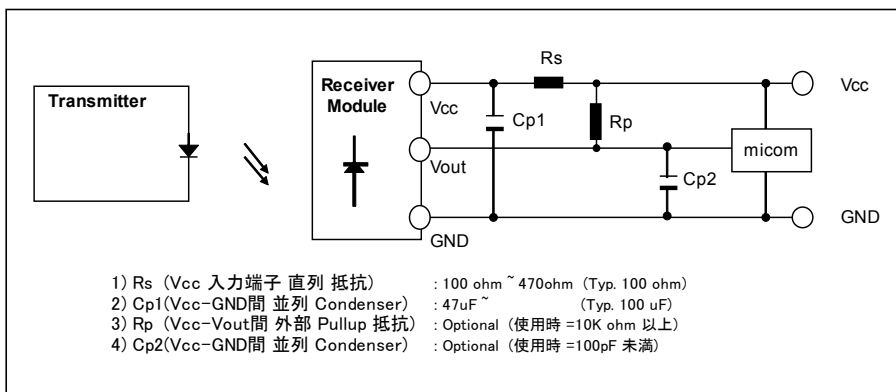 Transmitter
Receiver
Module
Vcc
Vout
GND
Cp1
Rs
Rp
Cp2
micom
Vcc
GND
1) Rs (Vcc 入力端子 直列 抵抗) : 100 ohm ~ 470ohm (Typ. 100 ohm)
2) Cp1(Vcc-GND間 並列 Condenser) : 47uF ~ (Typ. 100 uF)
3) Rp (Vcc-Vout間 外部 Pullup 抵抗) : Optional (使用時 =10K ohm 以上)
4) Cp2(Vcc-GND間 並列 Condenser) : Optional (使用時 =100pF 未満)